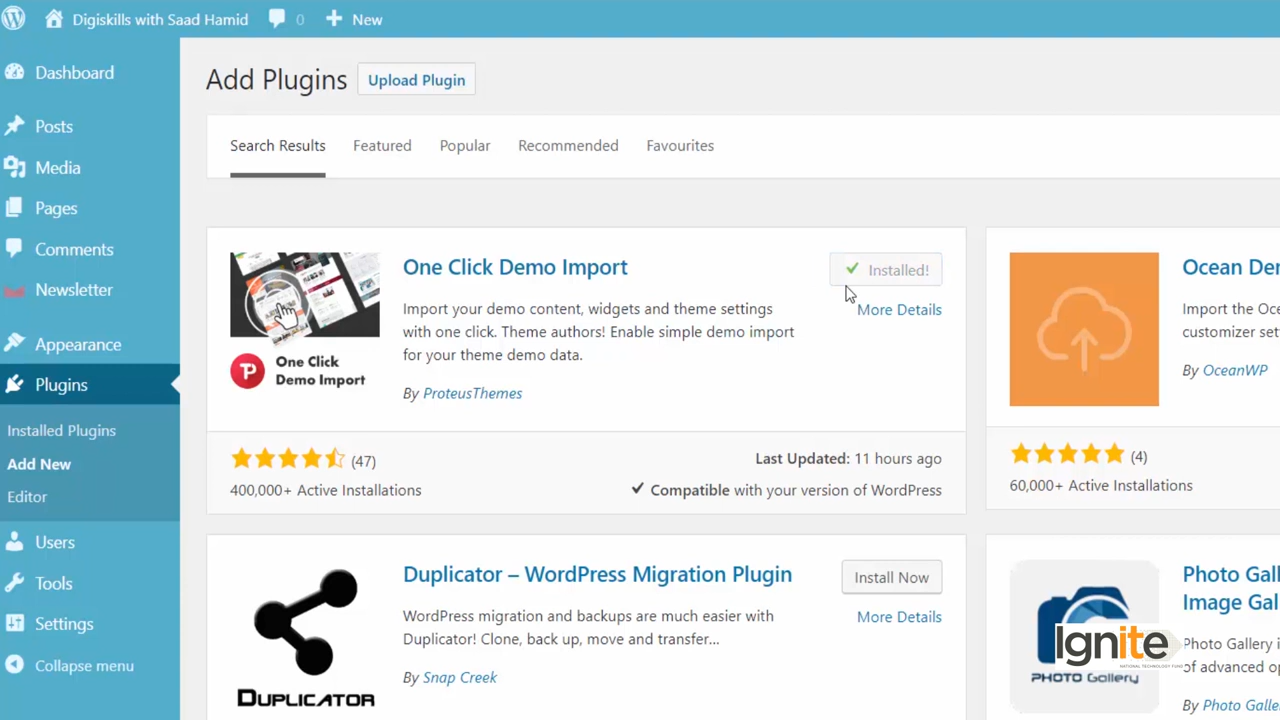 Digiskills with Saad Hamid 0 New
Dashboard
Posts
Media
Pages
Comments
Newsletter
Appearance
Plugins
Installed Plugins
Add New
Editor
Users
Tools
Settings
Collapse menu
Add Plugins Upload Plugin
Search Results Featured Popular Recommended Favourites
One Click Demo Import
Installed!
More Details
Import your demo content, widgets and theme settings
with one click. Theme authors! Enable simple demo import
for your theme demo data.
By ProteusThemes
One Click
Demo Import
(47)
400,000+ Active Installations
Last Updated: 11 hours ago
Compatible with your version of WordPress
Ocean De
Import the Oce
customizer set
By OceanWP
(4)
60,000+ Active Installations
Duplicator – WordPress Migration Plugin
Install Now
More Details
WordPress migration and backups are much easier with
Duplicator! Clone, back up, move and transfer...
By Snap Creek
DUPLICATOR
Photo Gall
Image Gal
Photo Gallery i
of advanced op
By Photo Galle
PHOTO Gallery
Ignite
NATIONAL TECHNOLOGY FUND